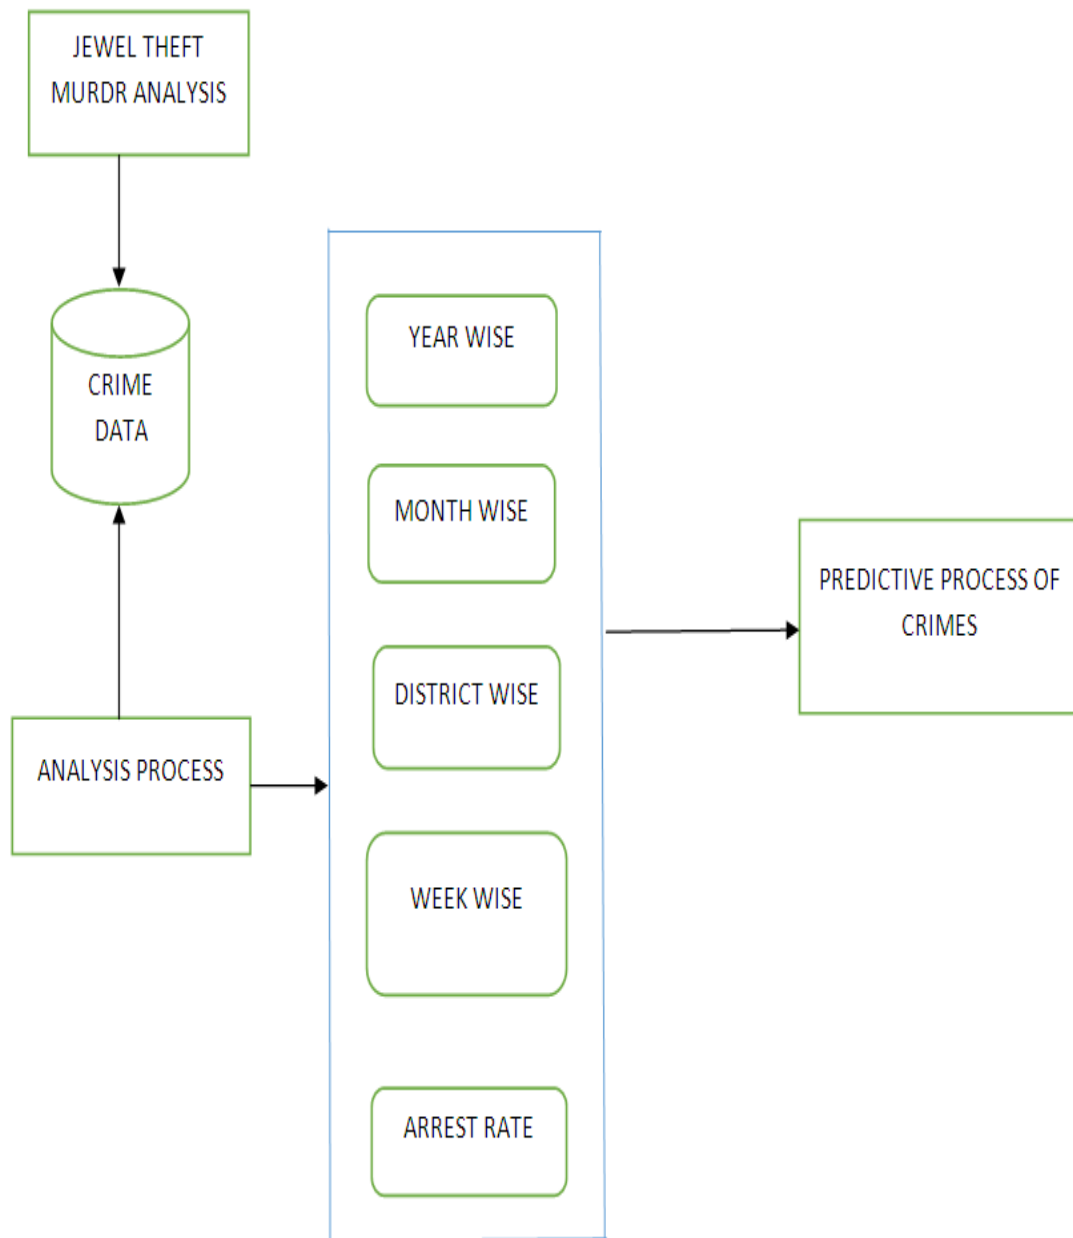 JEWEL THEFT
MURDR ANALYSIS
CRIME
DATA
ANALYSIS PROCESS
YEAR WISE
MONTH WISE
DISTRICT WISE
WEEK WISE
ARREST RATE
PREDICTIVE PROCESS OF
CRIMES